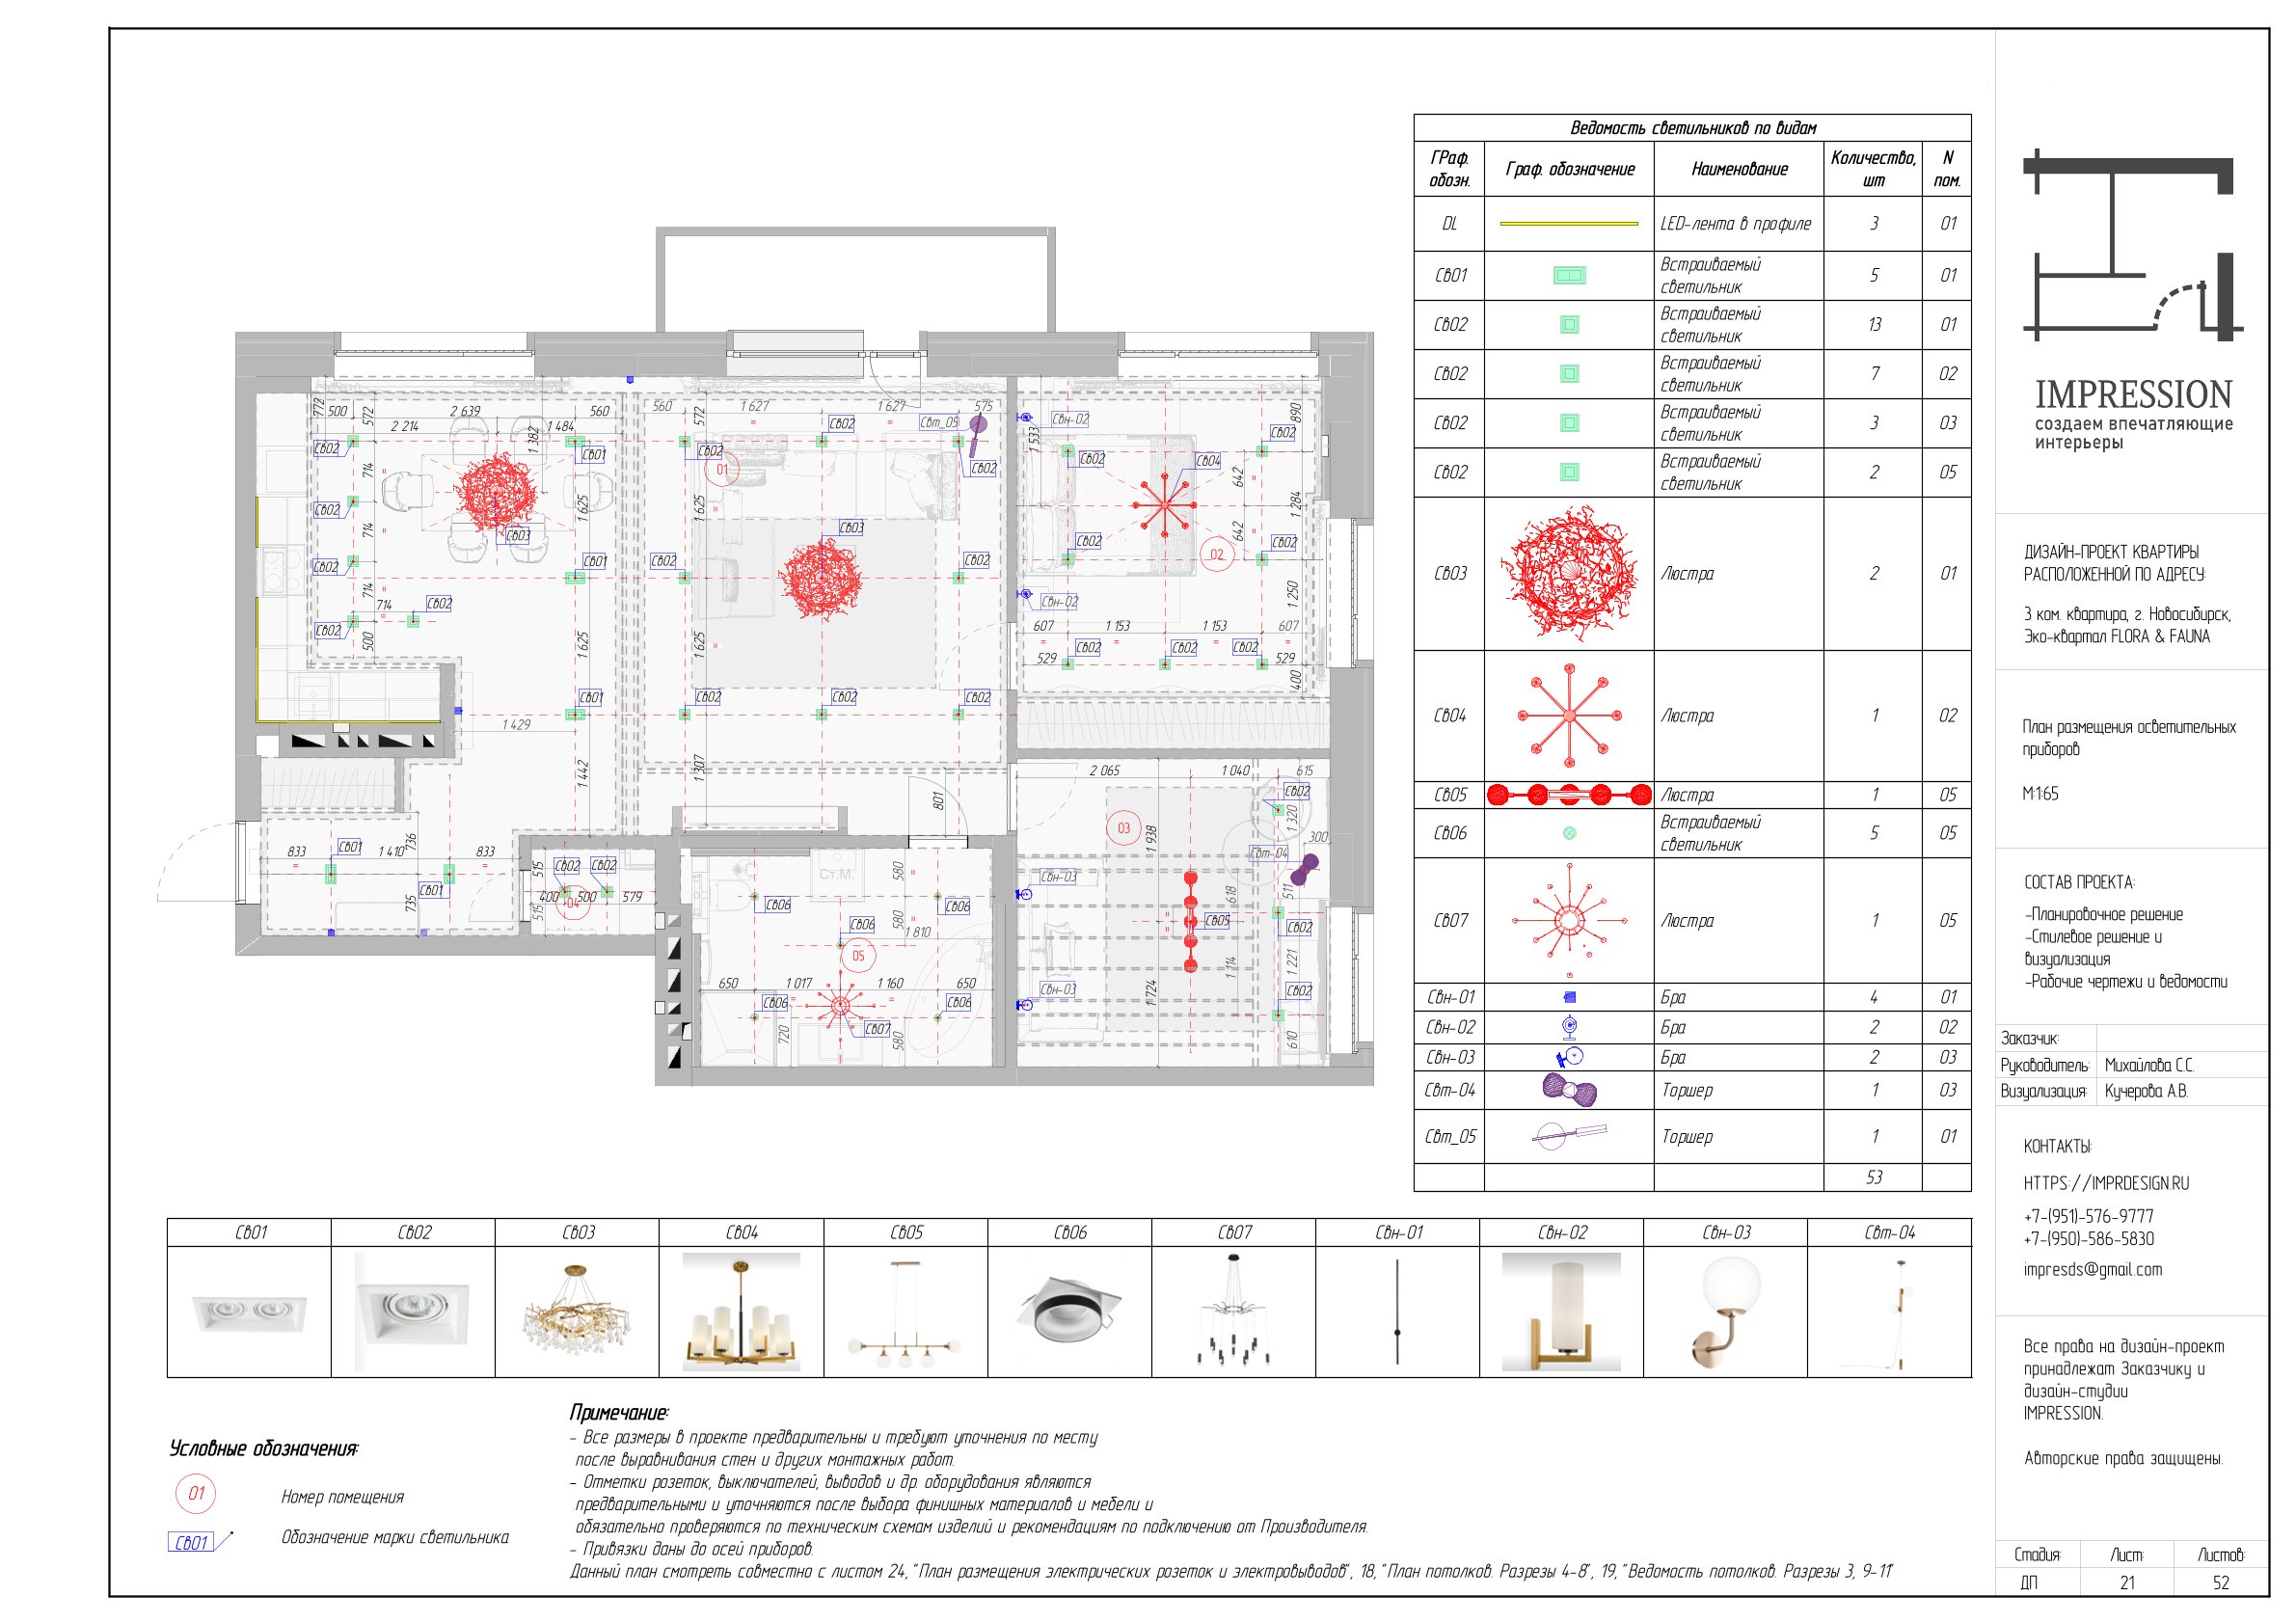 Ведомость светильников по видам
ГРаф. обозн.
Граф. обозначение
Наименование
Количество, шт
N пом.
DL
LED-лента в профиле
3
01
Св01
Встраиваемый
светильник
5
01
Св02
Встраиваемый
светильник
13
01
Св02
Встраиваемый
светильник
7
02
Св02
Встраиваемый
светильник
3
03
Св02
Встраиваемый
светильник
2
05
Св03
Люстра
2
01
Св04
Люстра
1
02
Св05
Люстра
1
05
Св06
Встраиваемый
светильник
5
05
Св07
Люстра
1
05
Свн-01
Бра
4
01
Свн-02
Бра
2
02
Свн-03
Бра
2
03
Свт-04
Торшер
1
03
Свт_05
Торшер
1
01
53
772
500
572
2 639
560
2 214
1 382
1 484
Св02
Св01
714
Св02
714
1 625
Св03
Св02
Св01
714
714
Св02
Св02
500
1 625
Св01
1 429
1 442
560
572
1 627
1 627
575
Св02
Свт_05
Св02
01
Св02
1 625
Св03
Св02
Св02
1 625
Св02
Св02
Св02
1 307
801
Свн-02
1 533
890
Св02
Св02
Св04
642
1 284
642
Св02
Св02
02
Свн-02
1 250
607
1 153
1 153
607
Св02
Св02
Св02
529
529
400
833
Св01
1 410
736
833
Св01
735
515
Св02
Св02
400
500
579
04
515
Ст.М.
580
Св06
Св06
Св06
580
1 810
05
650
1 017
1 160
650
Св06
Св06
720
Св07
580
2 065
1 040
615
Св02
03
1 320
1 938
300
Свт-04
Свн-03
618
511
Св05
Св02
1 221
1 114
Свн-03
Св02
1 724
610
Св01
Св02
Св03
Св04
Св05
Св06
Св07
Свн-01
Свн-02
Свн-03
Свт-04
Условные обозначения:
01
Номер помещения
Св01
Обозначение марки светильника
Примечание:
- Все размеры в проекте предварительны и требуют уточнения по месту
после выравнивания стен и других монтажных работ.
- Отметки розеток, выключателей, выводов и др. оборудования являются
предварительными и уточняются после выбора финишных материалов и мебели и
обязательно проверяются по техническим схемам изделий и рекомендациям по подключению от Производителя.
- Привязки даны до осей приборов.
Данный план смотреть совместно с листом 24, "План размещения электрических розеток и электровыводов", 18, "План потолков. Разрезы 4-8", 19, "Ведомость потолков. Разрезы 3, 9-11"
IMPRESSION
создаем впечатляющие
интерьеры
ДИЗАЙН-ПРОЕКТ КВАРТИРЫ
РАСПОЛОЖЕННОЙ ПО АДРЕСУ:
3 ком. квартира, г. Новосибирск,
Эко-квартал FLORA & FAUNA
План размещения осветительных
приборов
М:1:65
СОСТАВ ПРОЕКТА:
-Планировочное решение
-Стилевое решение и
визуализация
-Рабочие чертежи и ведомости
Заказчик:
Руководитель: Михайлова С.С.
Визуализация: Кучерова А.В.
КОНТАКТЫ:
HTTPS://IMPRDESIGN.RU
+7-(951)-576-9777
+7-(950)-586-5830
impresds@gmail.com
Все права на дизайн-проект
принадлежат Заказчику и
дизайн-студии
IMPRESSION.
Авторские права защищены.
Стадия:
Лист:
Листов:
ДП
21
52